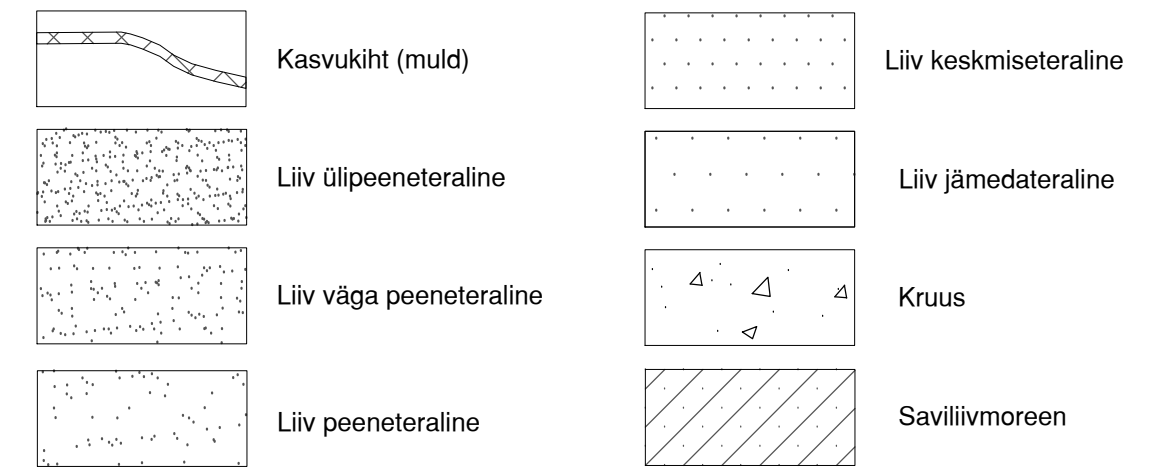 Kasvukiht (muld)
Liiv ülipeeneteraline
Liiv väga peeneteraline
Liiv peeneteraline
Liiv keskmiseteraline
Liiv jämedateraline
Kruus
Saviliivmoreen